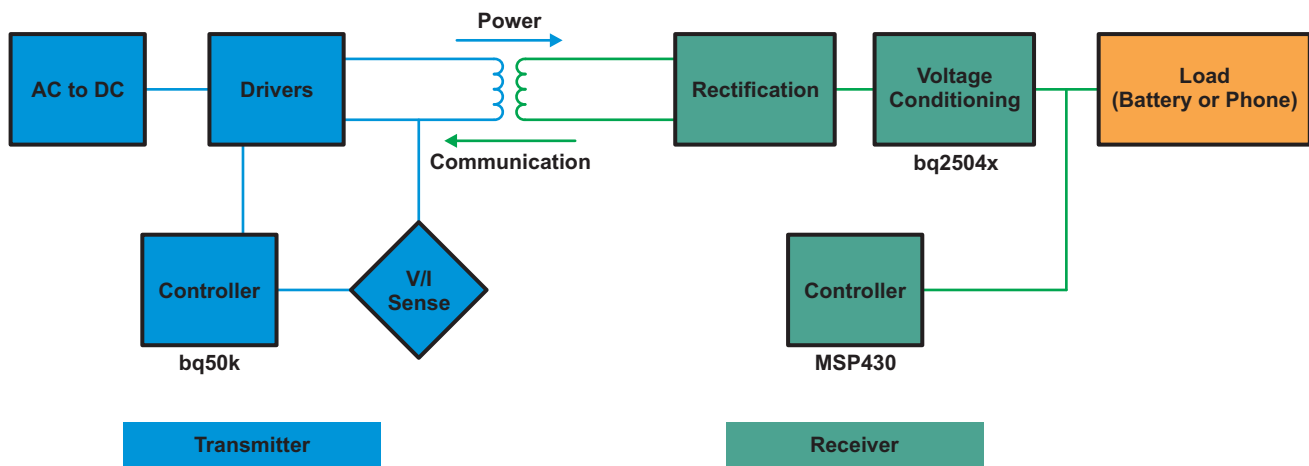 Power
AC to DC
Drivers
Rectification
Voltage
Conditioning
Load
(Battery or Phone)
Communication
bq2504x
Controller
V/I
Sense
Controller
bq50k
MSP430
Transmitter
Receiver